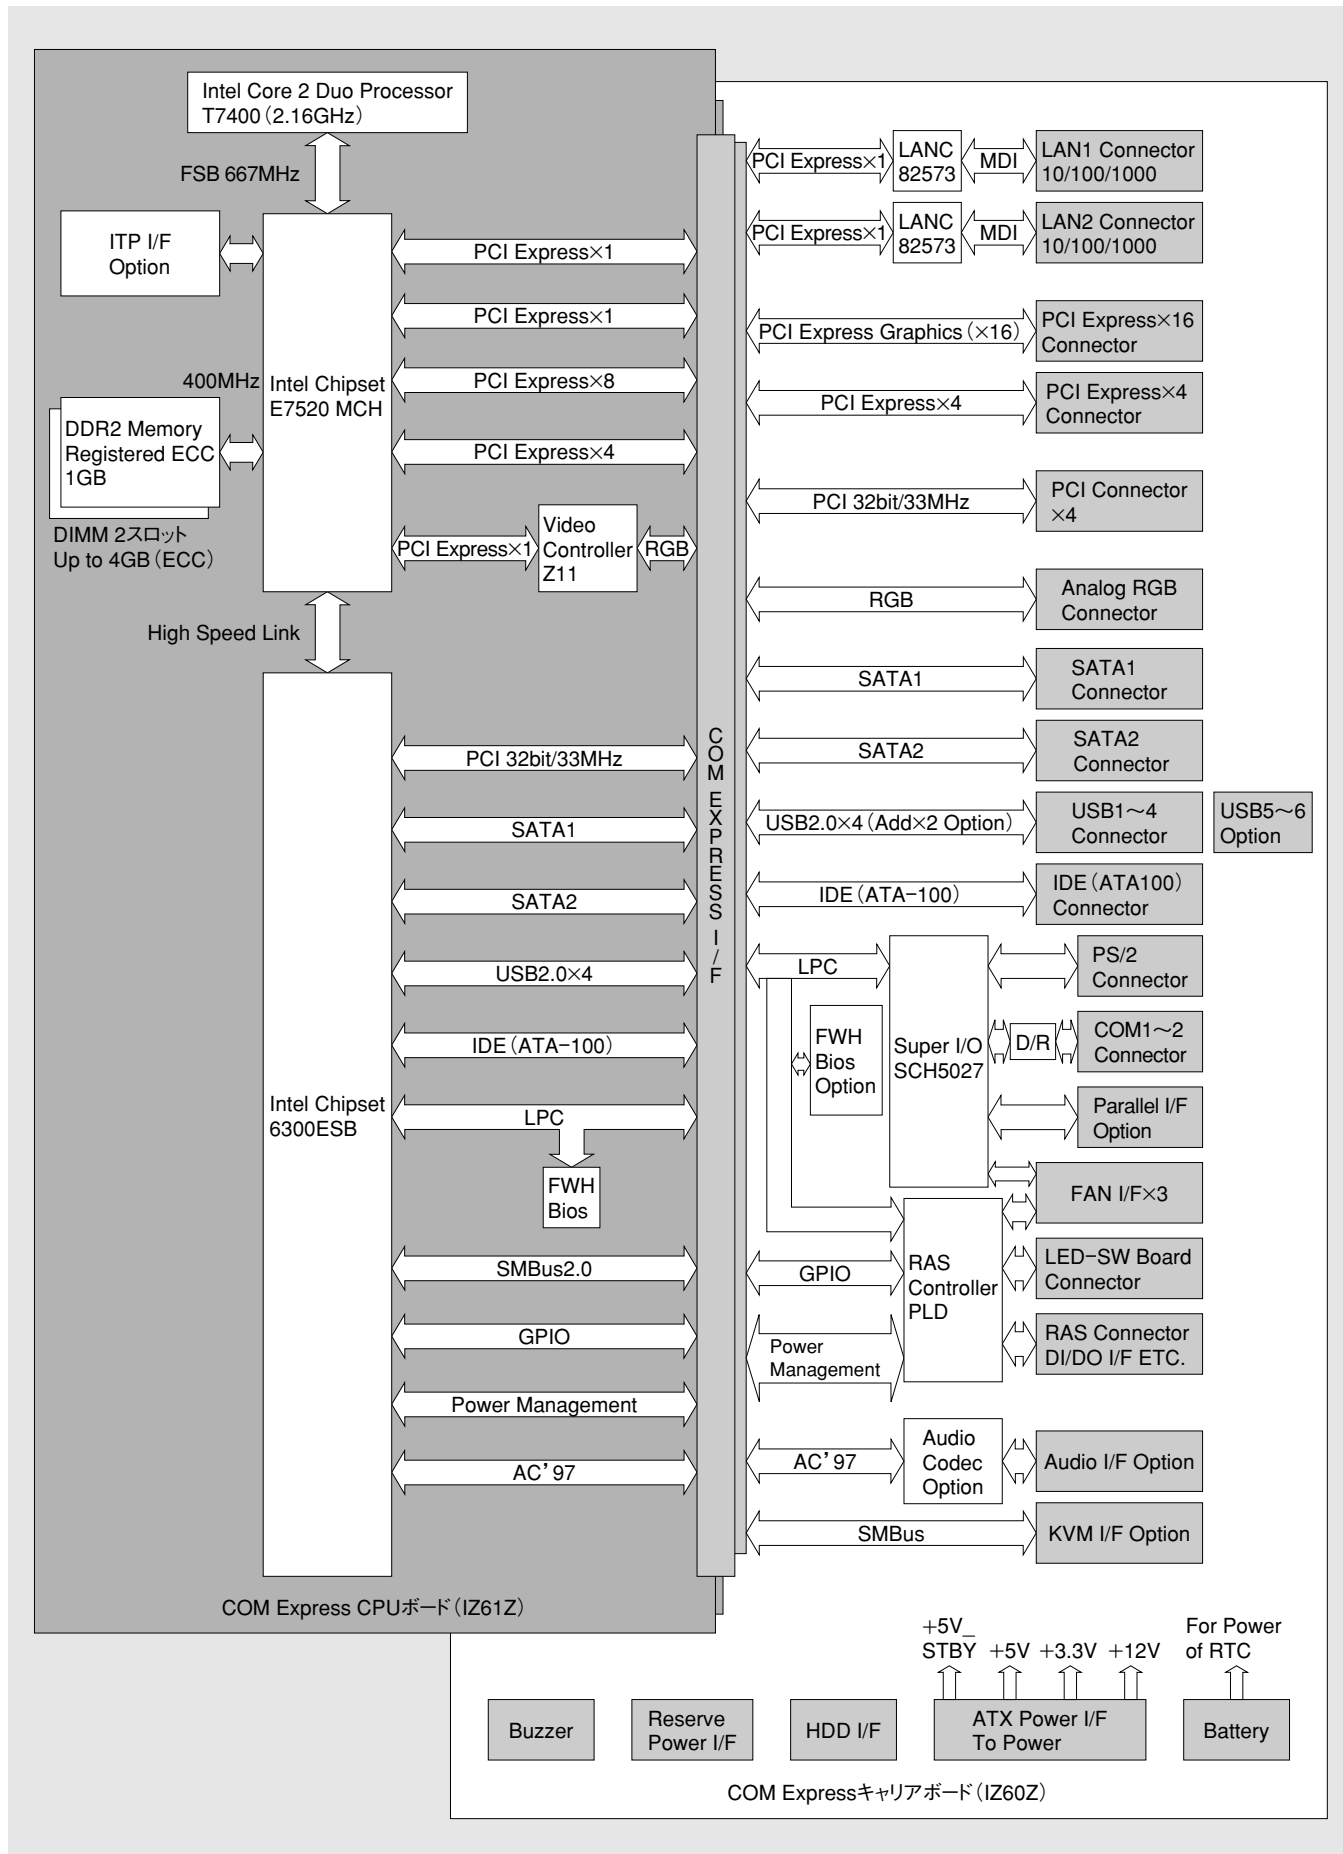 Intel Core 2 Duo Processor
T7400（2.16GHz）
FSB 667MHz
ITP I/F
Option
400MHz
Intel Chipset
E7520 MCH
DDR2 Memory
Registered ECC
1GB
DIMM 2スロット
Up to 4GB（ECC）
PCI Express×1
PCI Express×1
PCI Express×8
PCI Express×4
PCI Express×1
Video
Controller
Z11
RGB
High Speed Link
Intel Chipset
6300ESB
PCI 32bit/33MHz
SATA1
SATA2
USB2.0×4
IDE（ATA-100）
LPC
FWH
Bios
SMBus2.0
GPIO
Power Management
AC'97
COM Express CPUボード（IZ61Z）
COM EXPRESS I/F
PCI Express×1
LANC
82573
MDI
LAN1 Connector
10/100/1000
PCI Express×1
LANC
82573
MDI
LAN2 Connector
10/100/1000
PCI Express Graphics（×16）
PCI Express×16
Connector
PCI Express×4
PCI Express×4
Connector
PCI 32bit/33MHz
PCI Connector
×4
RGB
Analog RGB
Connector
SATA1
SATA1
Connector
SATA2
SATA2
Connector
USB2.0×4（Add×2 Option）
USB1～4
Connector
USB5～6
Option
IDE（ATA-100）
IDE（ATA100）
Connector
LPC
FWH
Bios
Option
Super I/O
SCH5027
PS/2
Connector
D/R
COM1～2
Connector
Parallel I/F
Option
FAN I/F×3
GPIO
RAS
Controller
PLD
LED-SW Board
Connector
Power
Management
RAS Connector
DI/DO I/F ETC.
AC'97
Audio
Codec
Option
Audio I/F Option
SMBus
KVM I/F Option
+5V_
STBY
+5V
+3.3V
+12V
For Power
of RTC
Buzzer
Reserve
Power I/F
HDD I/F
ATX Power I/F
To Power
Battery
COM Expressキャリアボード（IZ60Z）